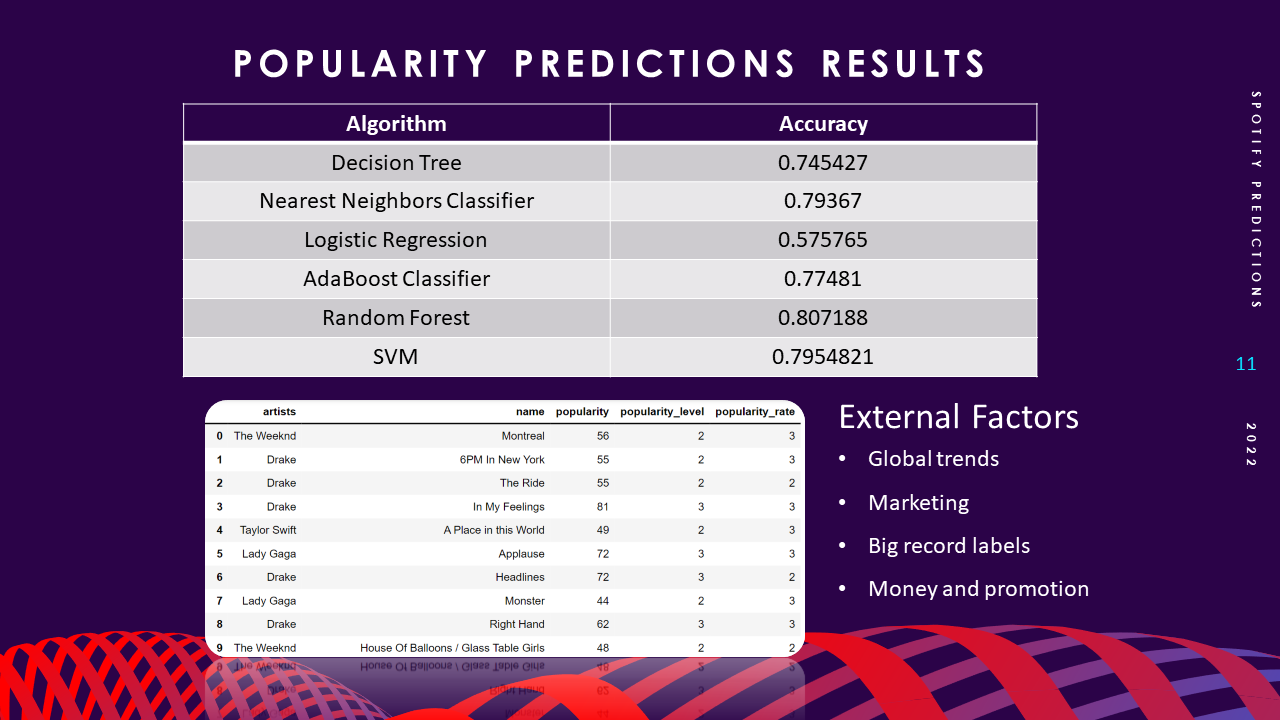 POPULARITY PREDICTIONS RESULTS
Algorithm Accuracy
Decision Tree 0.745427
Nearest Neighbors Classifier 0.79367
Logistic Regression 0.575765
AdaBoost Classifier 0.77481
Random Forest 0.807188
SVM 0.7954821
artists name popularity popularity_level popularity_rate
0 The Weeknd Montreal 56 2 3
1 Drake 6PM In New York 55 2 3
2 Drake The Ride 55 2 2
3 Drake In My Feelings 81 3 3
4 Taylor Swift A Place in this World 49 2 3
5 Lady Gaga Applause 72 3 3
6 Drake Headlines 72 3 2
7 Lady Gaga Monster 44 2 3
8 Drake Right Hand 62 3 3
9 The Weeknd House Of Balloons / Glass Table Girls 48 2 2
External Factors
• Global trends
• Marketing
• Big record labels
• Money and promotion
SPOTIFY PREDICTIONS
11
2022